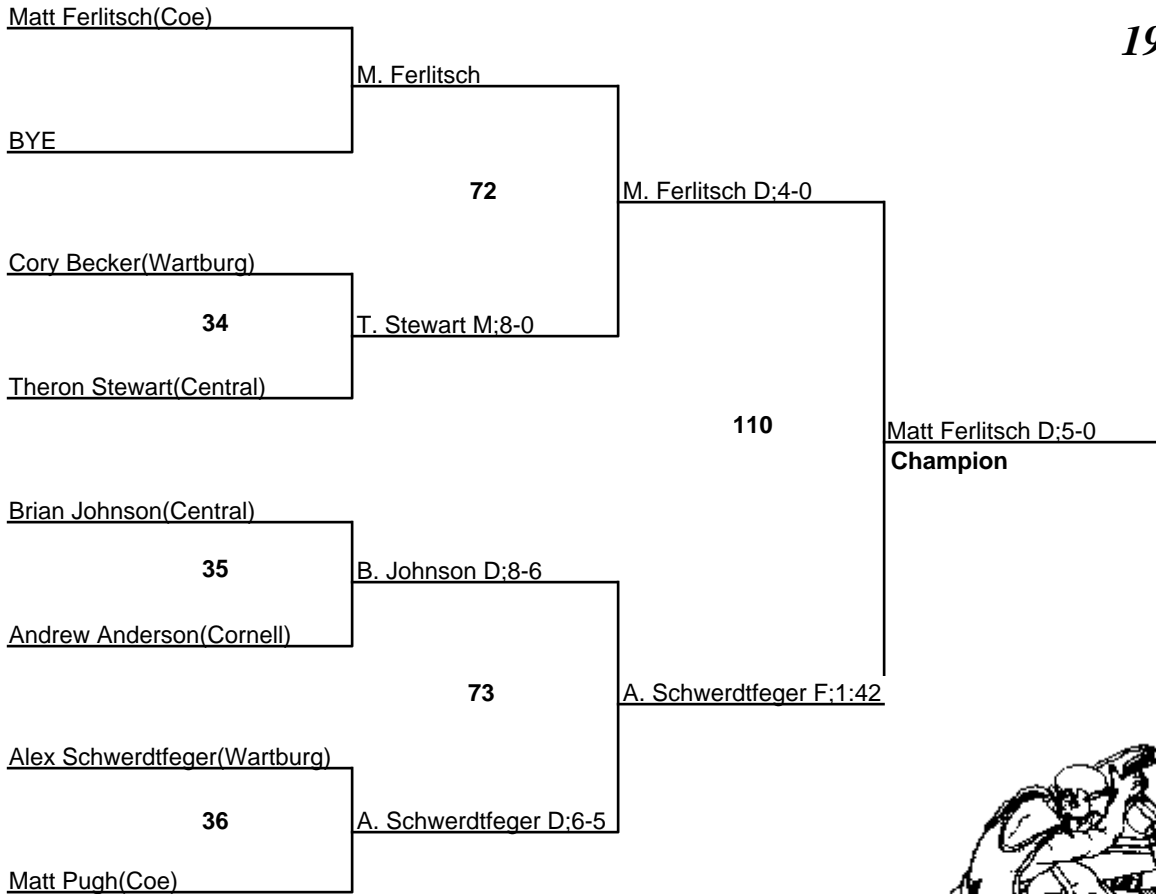 Matt Ferlitsch(Coe)
19
M. Ferlitsch
BYE
72
M. Ferlitsch D;4-0
Cory Becker(Wartburg)
34
T. Stewart M;8-0
Theron Stewart(Central)
110
Matt Ferlitsch D;5-0
Champion
Brian Johnson(Central)
35
B. Johnson D;8-6
Andrew Anderson(Cornell)
73
A. Schwerdtfeger F;1:42
Alex Schwerdtfeger(Wartburg)
36
A. Schwerdtfeger D;6-5
Matt Pugh(Coe)